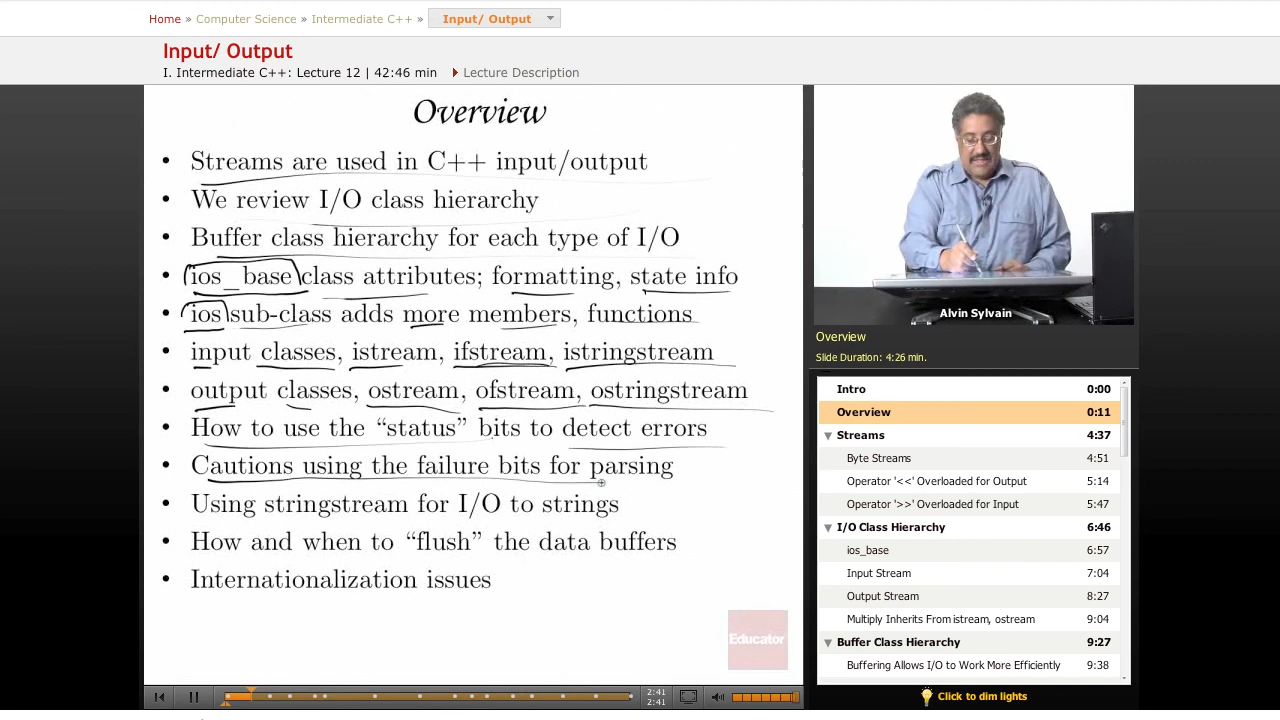 Home » Computer Science » Intermediate C++ » Input/ Output
Input/ Output
I. Intermediate C++: Lecture 12 | 42:46 min Lecture Description
Overview
• Streams are used in C++ input/output
• We review I/O class hierarchy
• Buffer class hierarchy for each type of I/O
• ios_base class attributes; formatting, state info
• ios sub-class adds more members, functions
• input classes, istream, ifstream, istringstream
• output classes, ostream, ofstream, ostringstream
• How to use the “status” bits to detect errors
• Cautions using the failure bits for parsing
• Using stringstream for I/O to strings
• How and when to “flush” the data buffers
• Internationalization issues
Educator
2:41
2:41
Alvin Sylvain
Overview
Slide Duration: 4:26 min.
Intro 0:00
Overview 0:11
Streams 4:37
Byte Streams 4:51
Operator '<<' Overloaded for Output 5:14
Operator '>>' Overloaded for Input 5:47
I/O Class Hierarchy 6:46
ios_base 6:57
Input Stream 7:04
Output Stream 8:27
Multiply Inherits From istream, ostream 9:04
Buffer Class Hierarchy 9:27
Buffering Allows I/O to Work More Efficiently 9:38
Click to dim lights